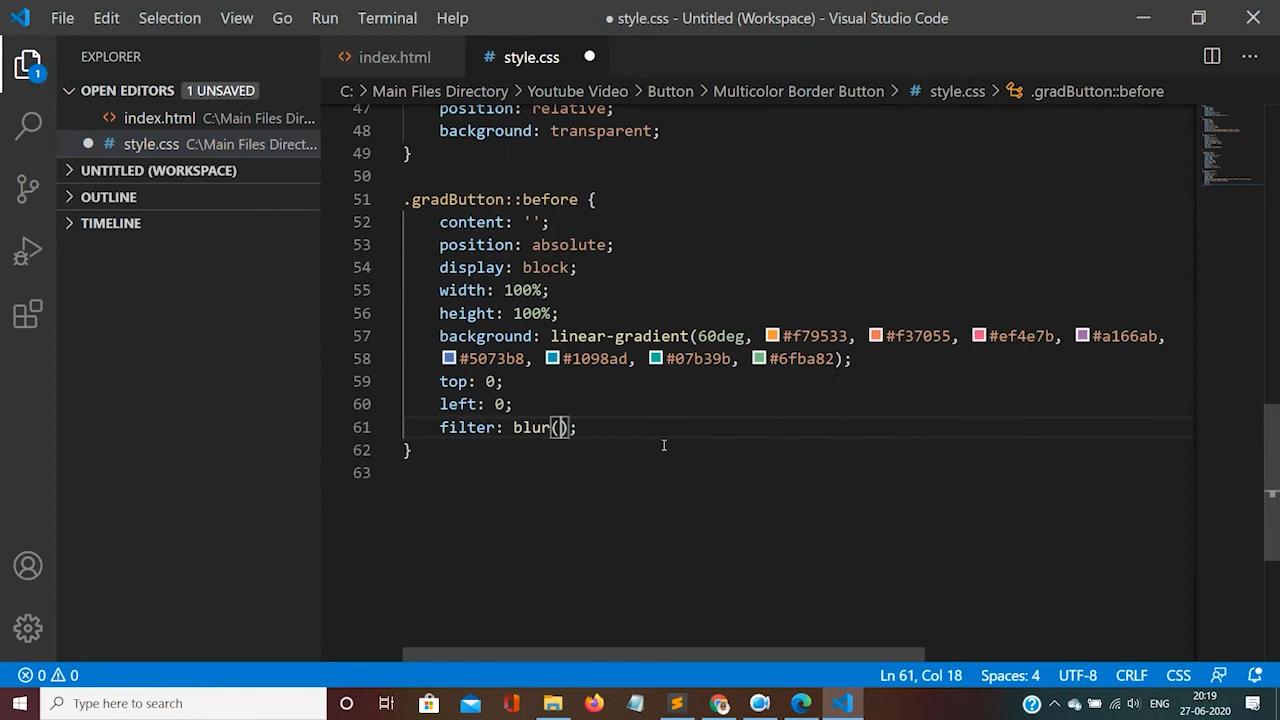 File Edit Selection View Go Run Terminal Help ● style.css - Untitled (Workspace) - Visual Studio Code
EXPLORER
index.html # style.css
OPEN EDITORS 1 UNSAVED
C: > Main Files Directory > Youtube Video > Button > Multicolor Border Button > # style.css > .gradButton::before
1
index.html C:\Main Files Dir...
# style.css C:\Main Files Direct...
UNTITLED (WORKSPACE)
OUTLINE
TIMELINE
47 position: relative;
48 background: transparent;
49 }
50
51 .gradButton::before {
52 content: '';
53 position: absolute;
54 display: block;
55 width: 100%;
56 height: 100%;
57 background: linear-gradient(60deg, #f79533, #f37055, #ef4e7b, #a166ab,
58 #5073b8, #1098ad, #07b39b, #6fba82);
59 top: 0;
60 left: 0;
61 filter: blur();
62 }
63
0 0 Ln 61, Col 18 Spaces: 4 UTF-8 CRLF CSS
Type here to search
ENG 20:19
27-06-2020